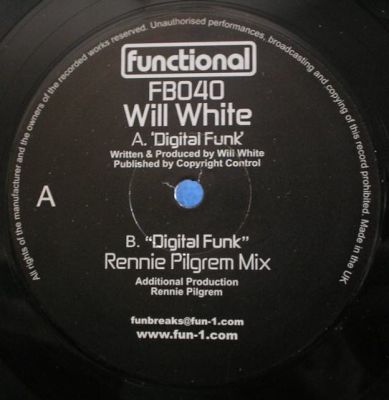 functional
FB040
Will White
A. 'Digital Funk'
Written & Produced by Will White
Published by Copyright Control
A
B. “Digital Funk”
Rennie Pilgrem Mix
Additional Production
Rennie Pilgrem
funbreaks@fun-1.com
www.fun-1.com
All rights of the manufacturer and the owners of the recorded works reserved. Unauthorised performances, broadcasting and copying of this record prohibited. Made in the UK